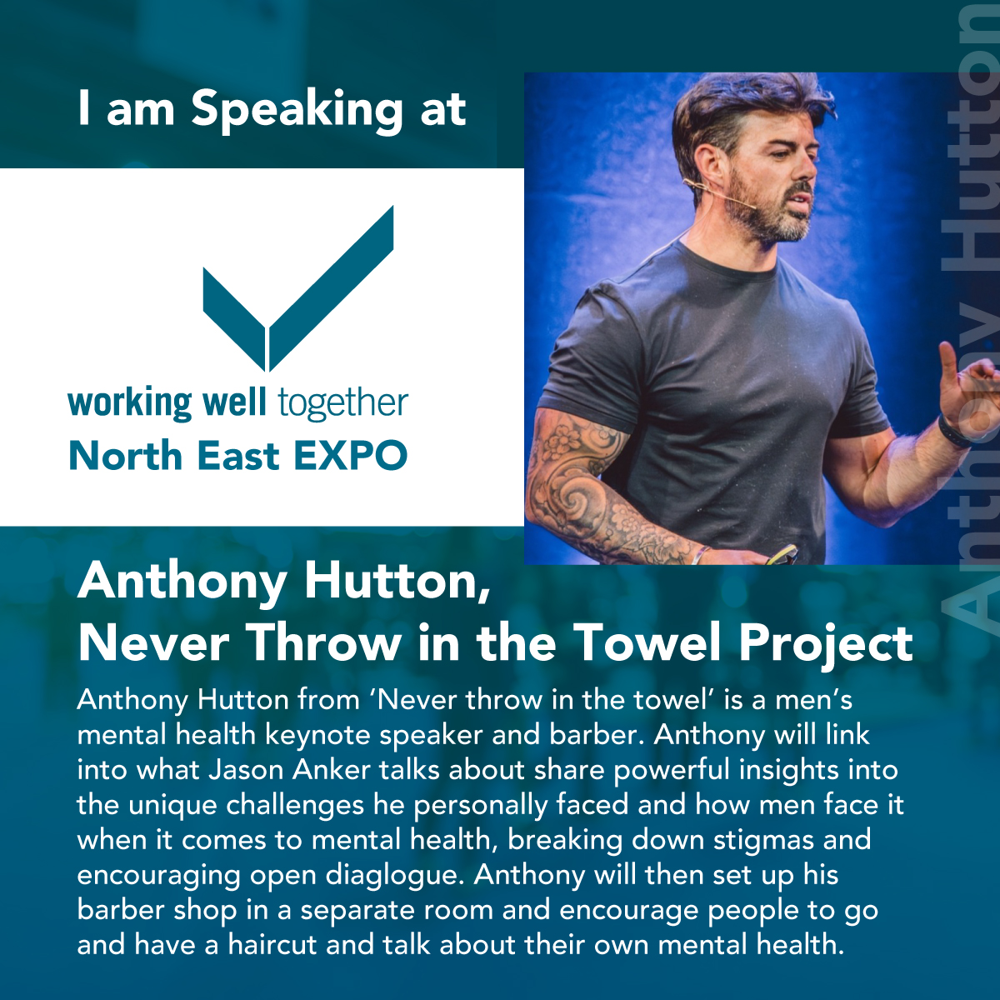 I am Speaking at
working well together
North East EXPO
Anthony Hutton
Anthony Hutton,
Never Throw in the Towel Project
Anthony Hutton from ‘Never throw in the towel’ is a men’s
mental health keynote speaker and barber. Anthony will link
into what Jason Anker talks about share powerful insights into
the unique challenges he personally faced and how men face it
when it comes to mental health, breaking down stigmas and
encouraging open diaglogue. Anthony will then set up his
barber shop in a separate room and encourage people to go
and have a haircut and talk about their own mental health.